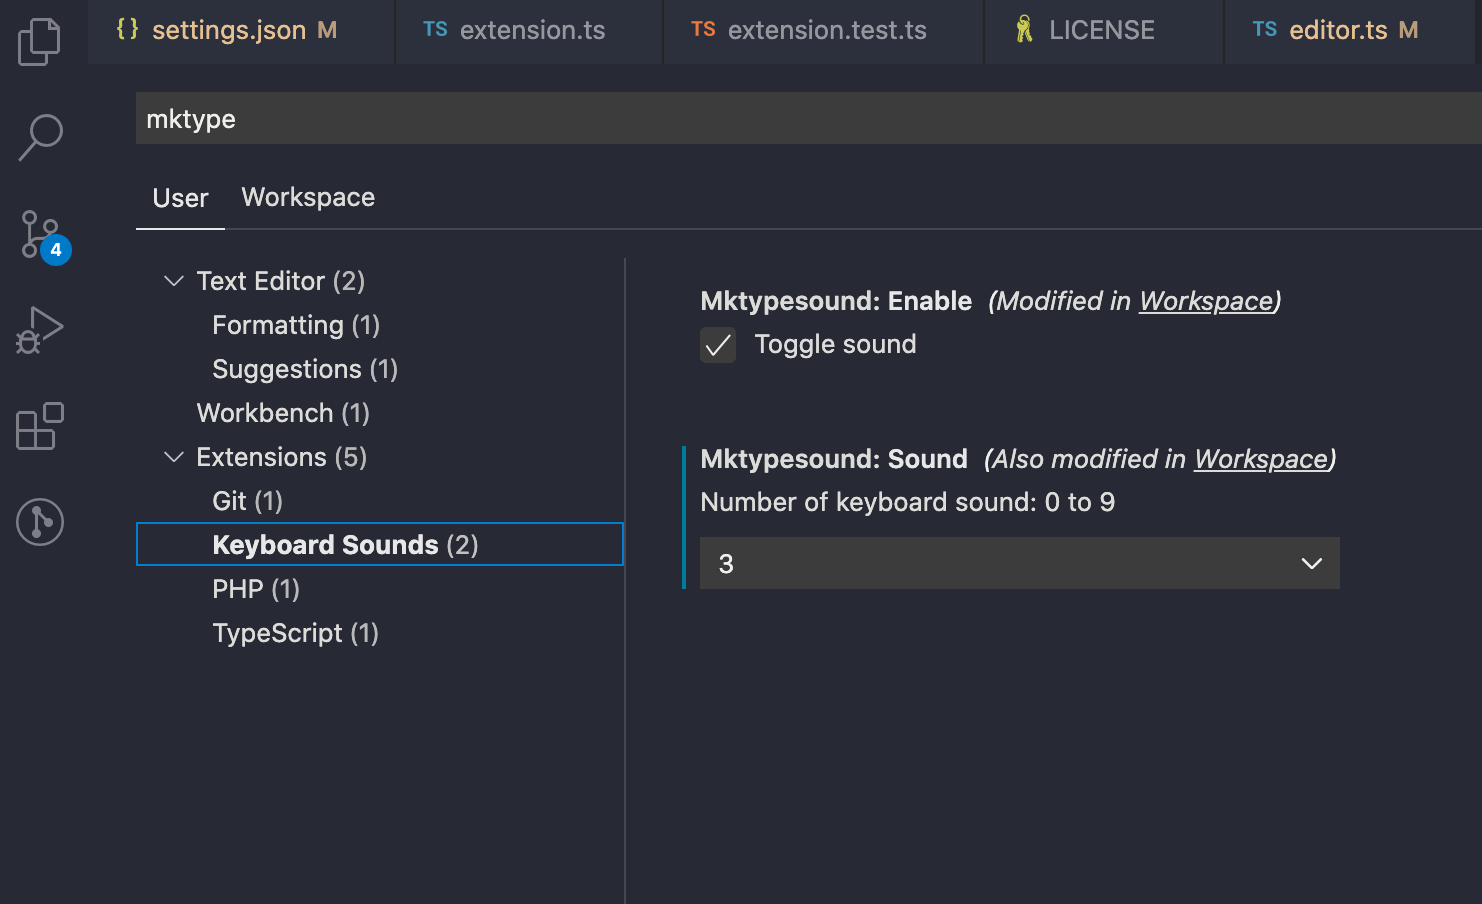 {} settings.json M
TS extension.ts
TS extension.test.ts
LICENSE
TS editor.ts M
mktype
User
Workspace
4
Text Editor (2)
Formatting (1)
Suggestions (1)
Workbench (1)
Extensions (5)
Git (1)
Keyboard Sounds (2)
PHP (1)
TypeScript (1)
Mktypesound: Enable (Modified in Workspace)
Toggle sound
Mktypesound: Sound (Also modified in Workspace)
Number of keyboard sound: 0 to 9
3